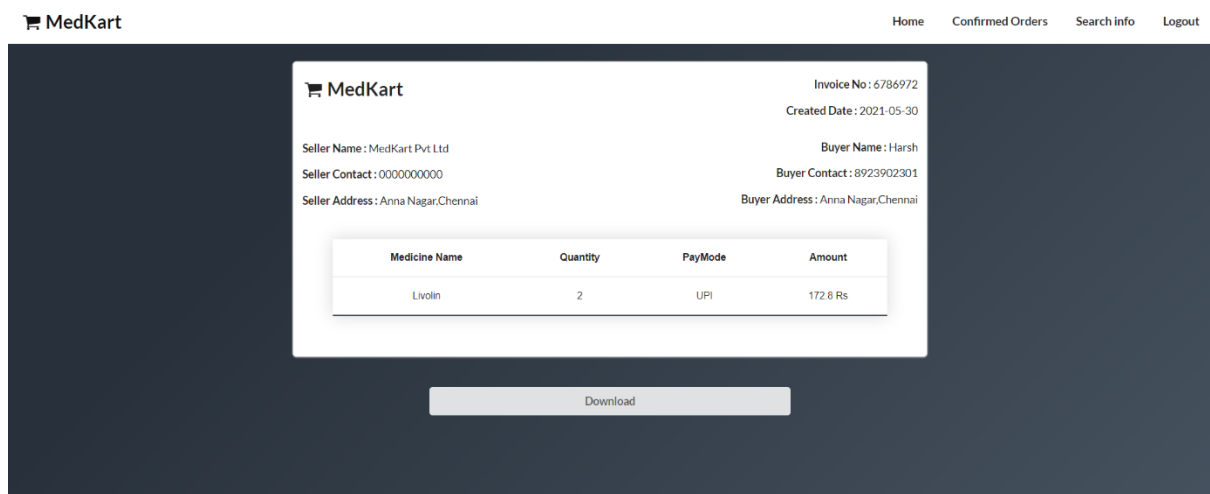 MedKart Home Confirmed Orders Search info Logout
MedKart
Invoice No : 6786972
Created Date : 2021-05-30
Seller Name : MedKart Pvt Ltd
Buyer Name : Harsh
Seller Contact : 0000000000
Buyer Contact : 8923902301
Seller Address : Anna Nagar,Chennai
Buyer Address : Anna Nagar,Chennai
Medicine Name Quantity PayMode Amount
Livolin 2 UPI 172.8 Rs
Download